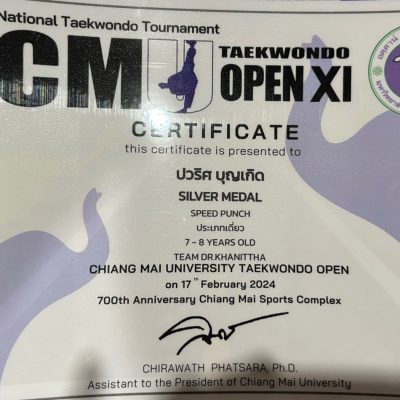 National Taekwondo Tournament
CMU TAEKWONDO
OPEN XI
CERTIFICATE
this certificate is presented to
ปวริศ บุญเกิด
SILVER MEDAL
SPEED PUNCH
ประเภทเดี่ยว
7 - 8 YEARS OLD
TEAM DR.KHANITTHA
CHIANG MAI UNIVERSITY TAEKWONDO OPEN
on 17th February 2024
700th Anniversary Chiang Mai Sports Complex
CHIRAWATH PHATSARA, Ph.D.
Assistant to the President of Chiang Mai University